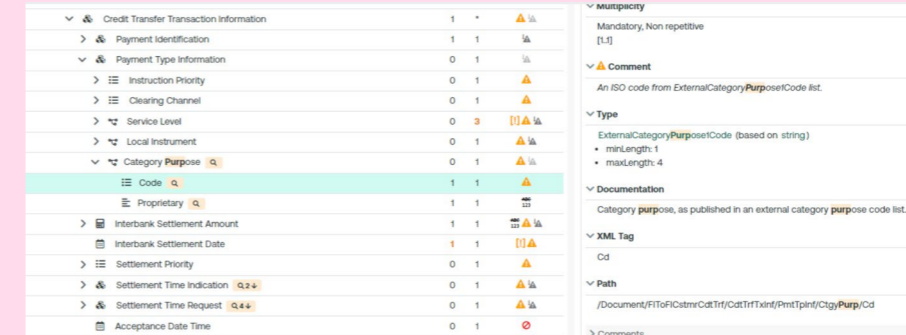 Credit Transfer Transaction Information 1 *
Payment Identification 1 1
Payment Type Information 0 1
Instruction Priority 0 1
Clearing Channel 0 1
Service Level 0 3 [!]
Local Instrument 0 1
Category Purpose 0 1
Code 1 1
Proprietary 1 1 ABC 123
Interbank Settlement Amount 1 1 ABC 123
Interbank Settlement Date 1 1 [!]
Settlement Priority 0 1
Settlement Time Indication 2↓ 0 1
Settlement Time Request 4↓ 0 1
Acceptance Date Time 0 1
Multiplicity
Mandatory, Non repetitive
[1..1]
Comment
An ISO code from ExternalCategoryPurpose1Code list.
Type
ExternalCategoryPurpose1Code (based on string)
• minLength: 1
• maxLength: 4
Documentation
Category purpose, as published in an external category purpose code list.
XML Tag
Cd
Path
/Document/FIToFICstmrCdtTrf/CdtTrfTxInf/PmtTpInf/CtgyPurp/Cd
Comments